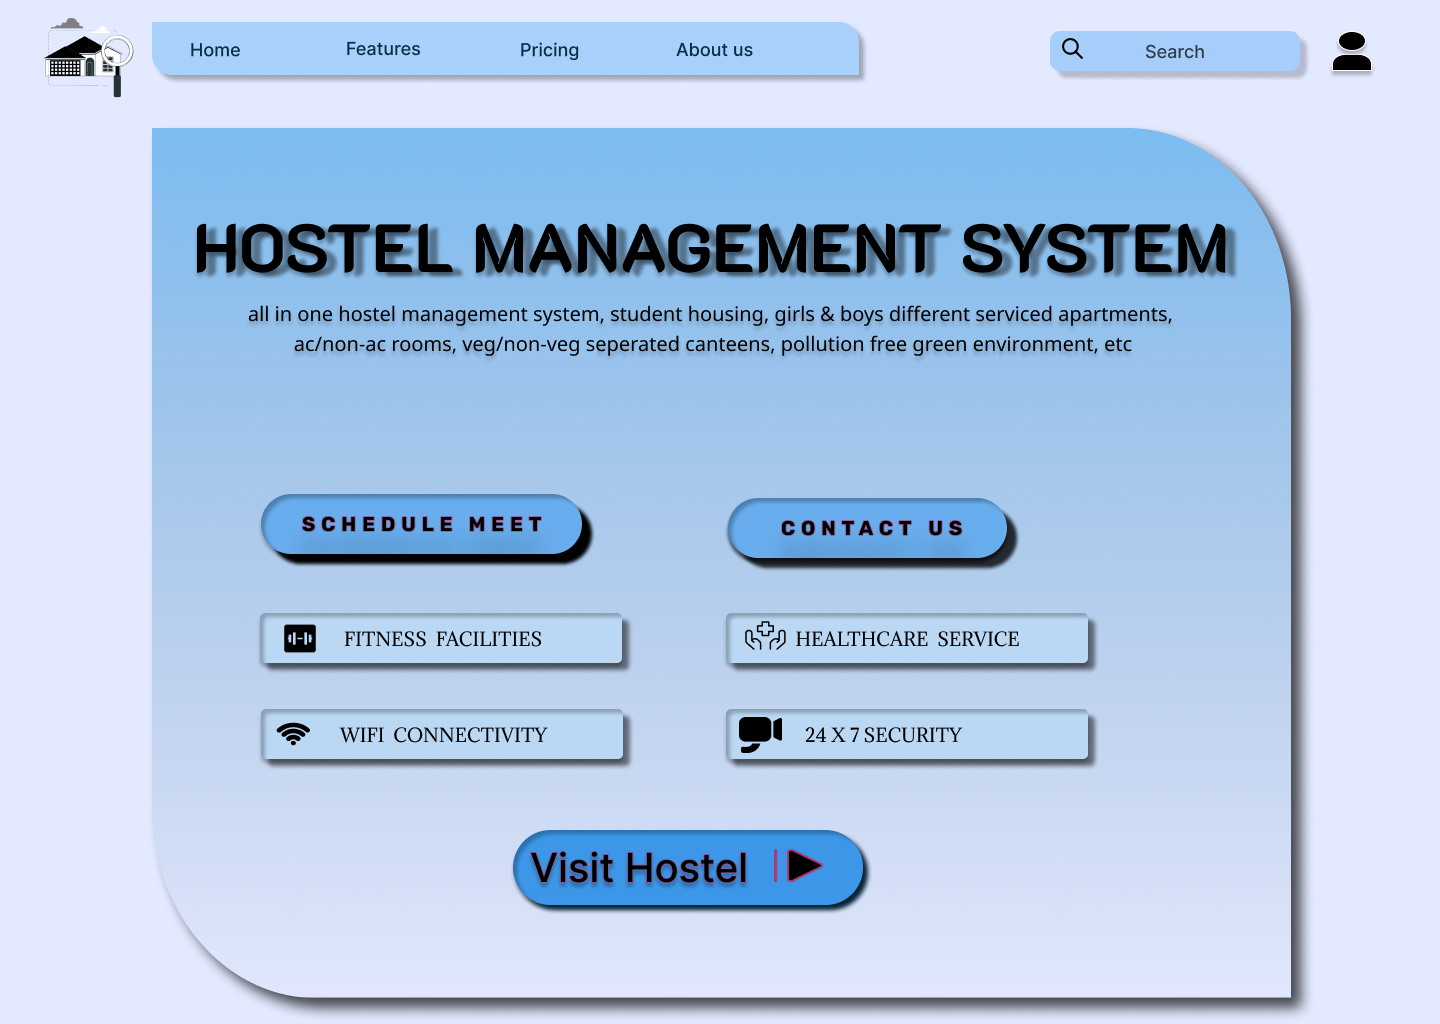 Home Features Pricing About us Search
HOSTEL MANAGEMENT SYSTEM
all in one hostel management system, student housing, girls & boys different serviced apartments,
ac/non-ac rooms, veg/non-veg seperated canteens, pollution free green environment, etc
SCHEDULE MEET CONTACT US
FITNESS FACILITIES HEALTHCARE SERVICE
WIFI CONNECTIVITY 24 X 7 SECURITY
Visit Hostel